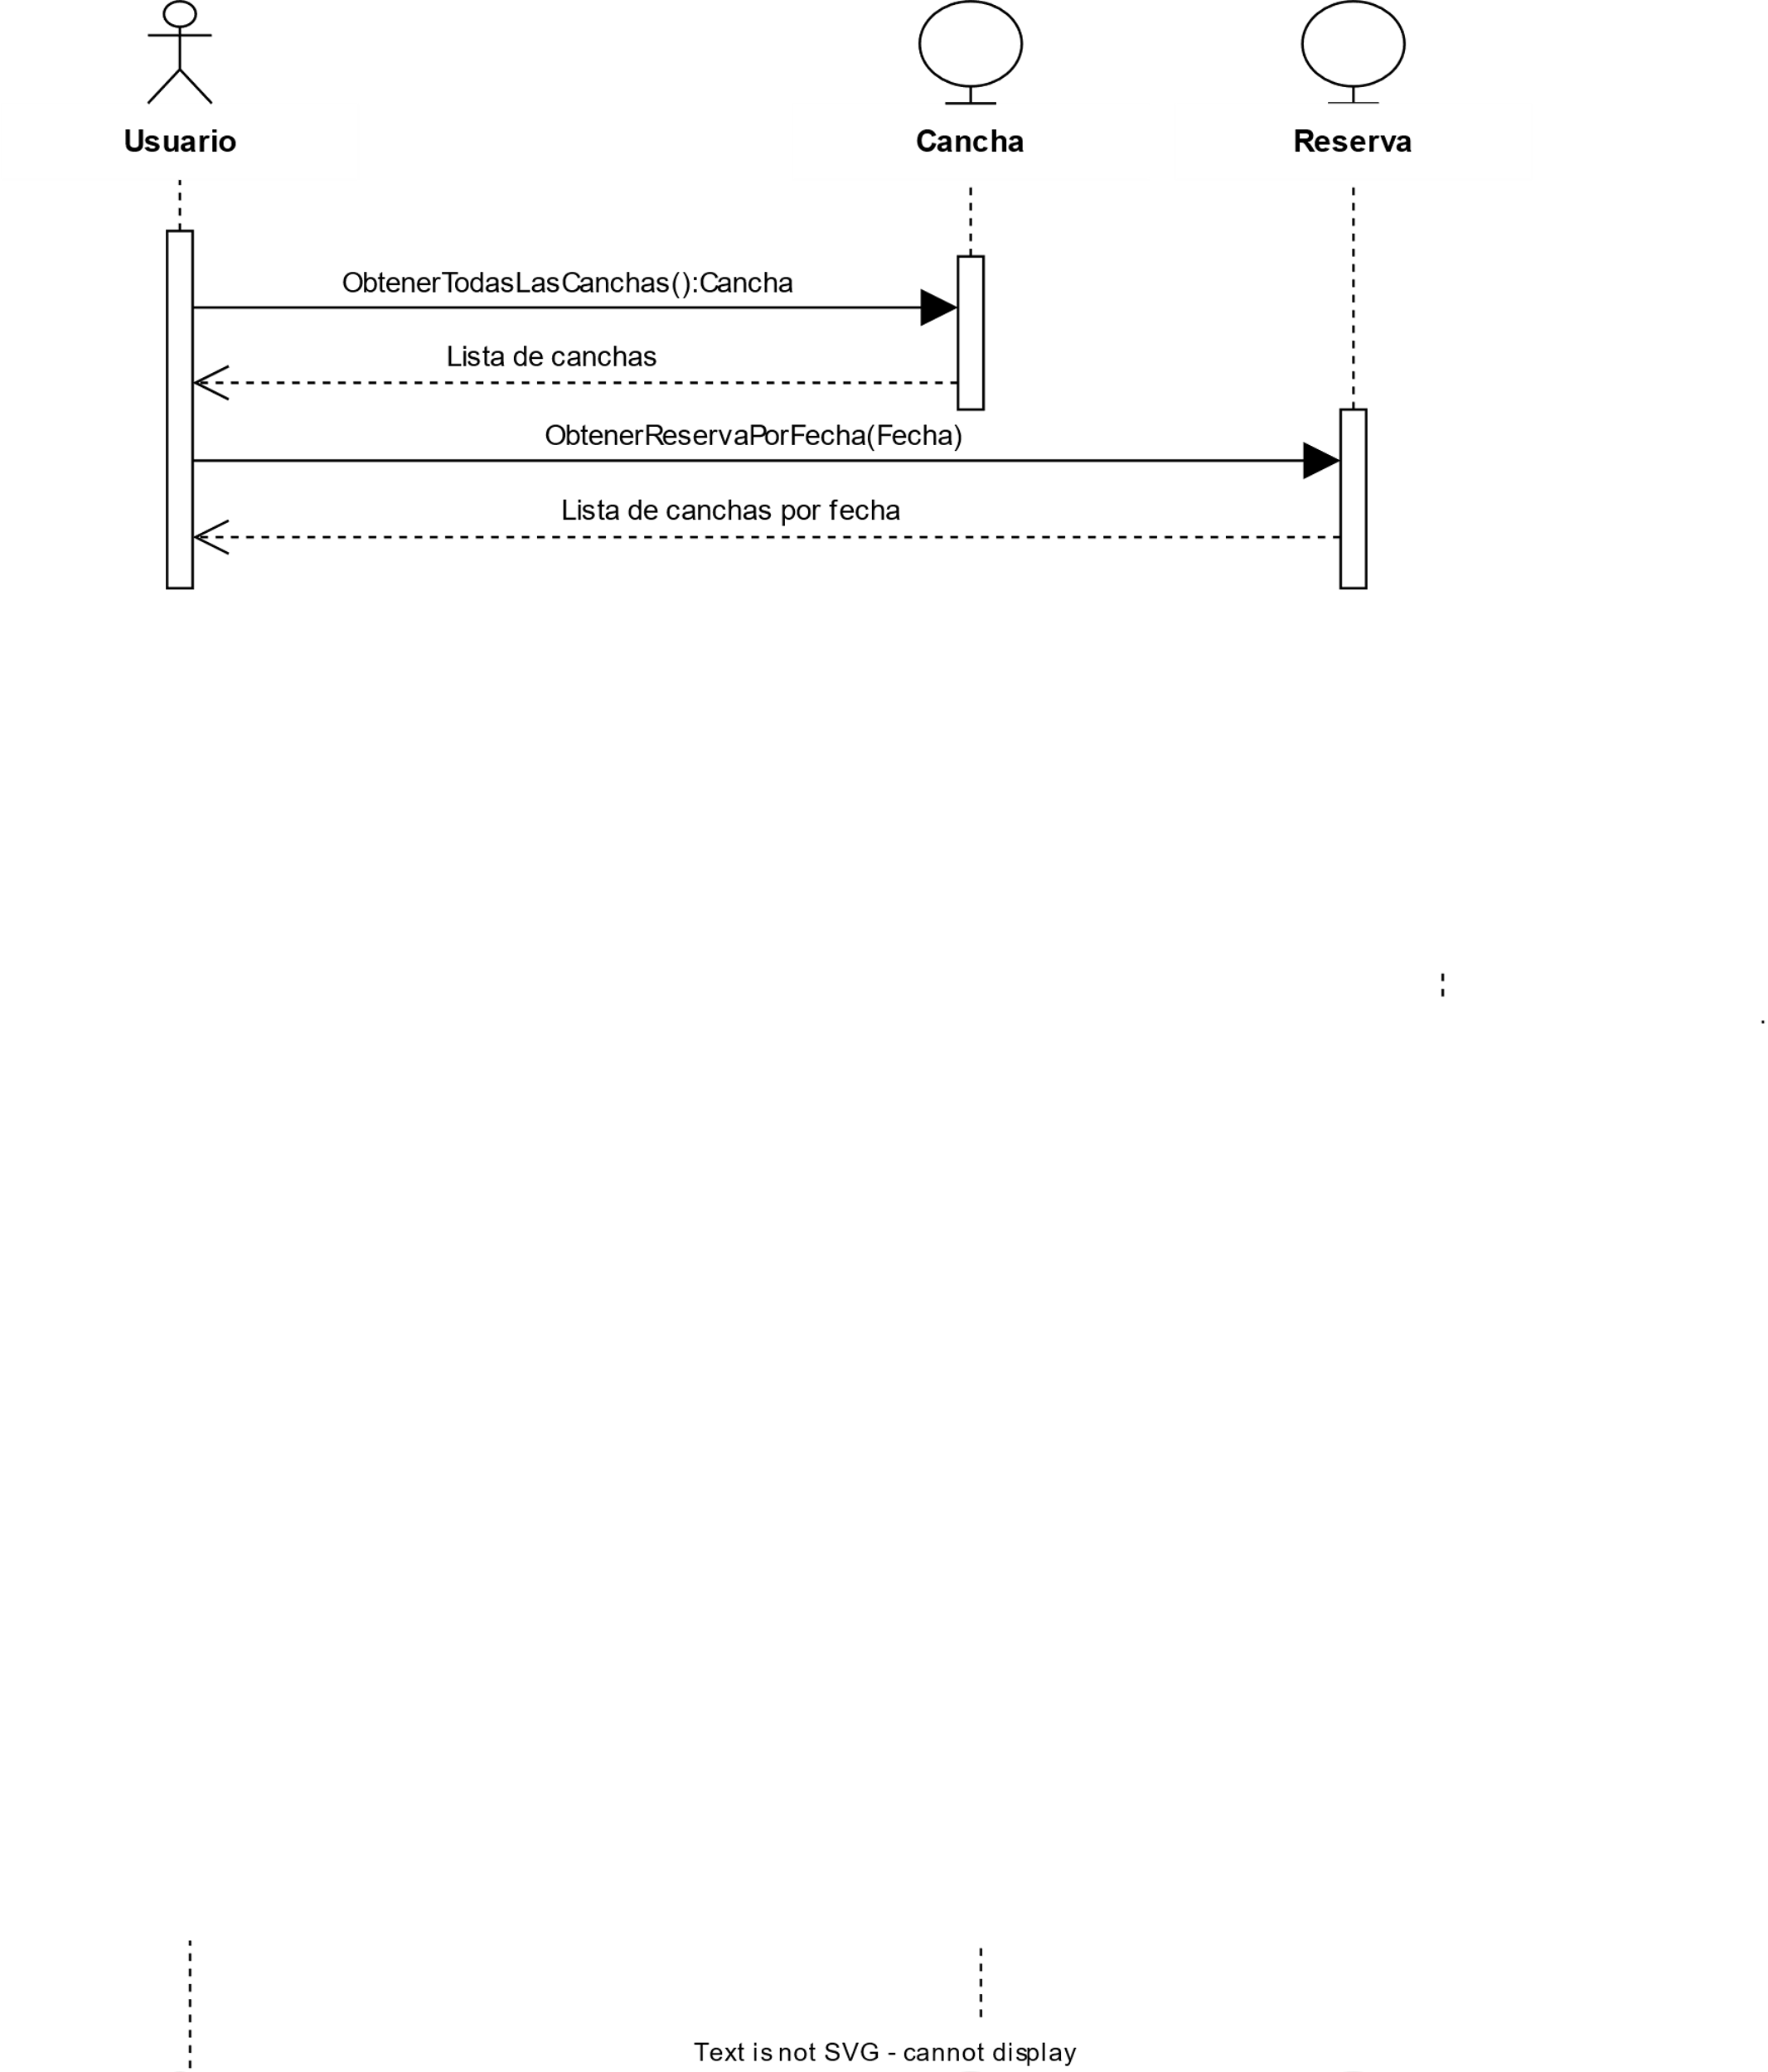 Usuario
Cancha
Reserva
ObtenerTodasLasCanchas():Cancha
Lista de canchas
ObtenerReservaPorFecha(Fecha)
Lista de canchas por fecha
Text is not SVG - cannot display